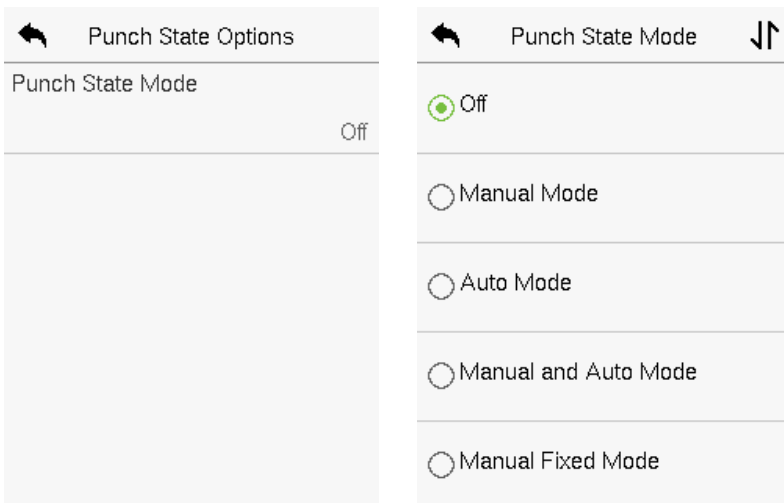 Punch State Options
Punch State Mode
Off
Punch State Mode
Off
Manual Mode
Auto Mode
Manual and Auto Mode
Manual Fixed Mode